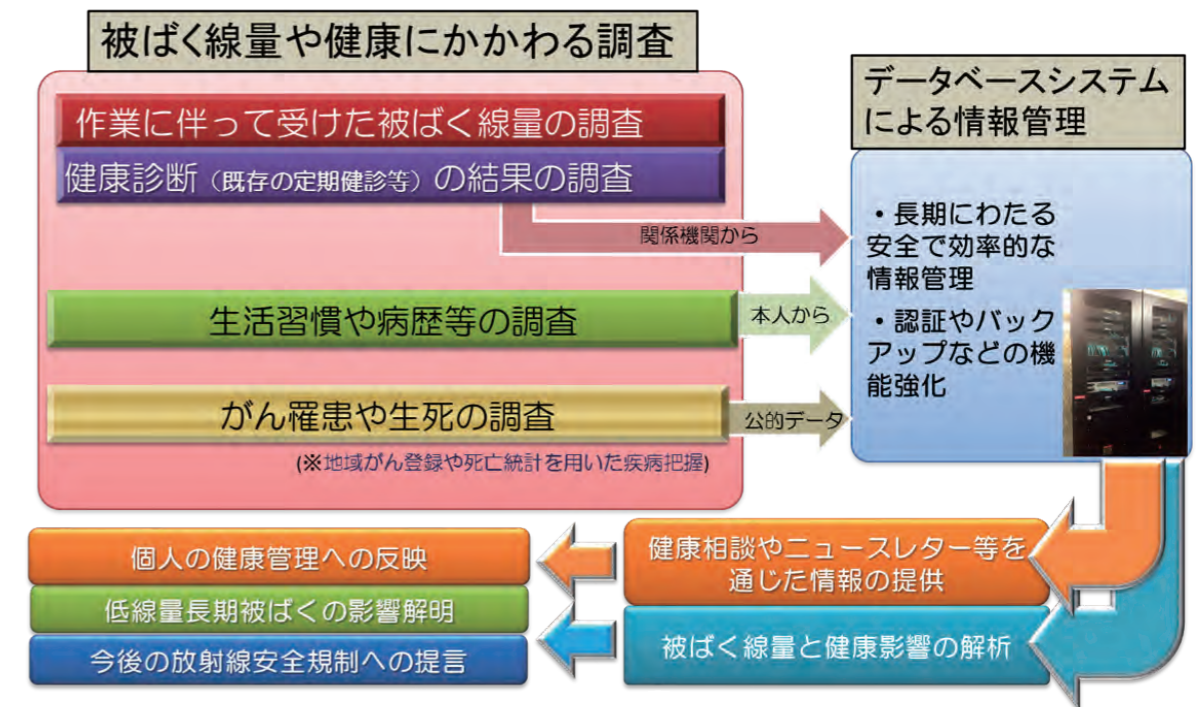 被ばく線量や健康にかかわる調査
作業に伴って受けた被ばく線量の調査
健康診断（既存の定期健診等）の結果の調査
関係機関から
生活習慣や病歴等の調査
本人から
がん罹患や生死の調査
公的データ
(※地域がん登録や死亡統計を用いた疾病把握)
データベースシステム
による情報管理
・長期にわたる
安全で効率的な
情報管理
・認証やバック
アップなどの機
能強化
健康相談やニュースレター等を
通じた情報の提供
被ばく線量と健康影響の解析
個人の健康管理への反映
低線量長期被ばくの影響解明
今後の放射線安全規制への提言